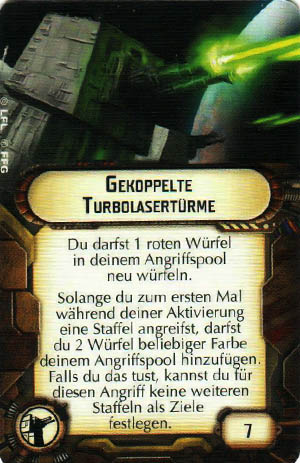 © LFL © FFG
Gekoppelte
Turbolasertürme
Du darfst 1 roten Würfel
in deinem Angriffspool
neu würfeln.
Solange du zum ersten Mal
während deiner Aktivierung
eine Staffel angreifst, darfst
du 2 Würfel beliebiger Farbe
deinem Angriffspool hinzufügen.
Falls du das tust, kannst du für
diesen Angriff keine weiteren
Staffeln als Ziele
festlegen.
7